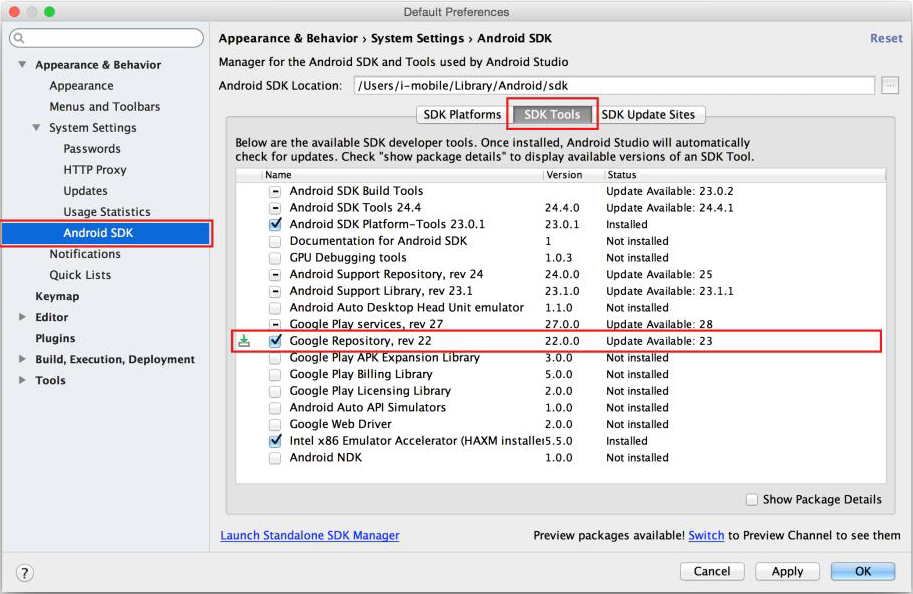 Default Preferences
Appearance & Behavior › System Settings › Android SDK
Reset
Manager for the Android SDK and Tools used by Android Studio
Android SDK Location: /Users/i-mobile/Library/Android/sdk ...
Appearance & Behavior
Appearance
Menus and Toolbars
System Settings
Passwords
HTTP Proxy
Updates
Usage Statistics
Android SDK
Notifications
Quick Lists
Keymap
Editor
Plugins
Build, Execution, Deployment
Tools
SDK Platforms SDK Tools SDK Update Sites
Below are the available SDK developer tools. Once installed, Android Studio will automatically
check for updates. Check "show package details" to display available versions of an SDK Tool.
Name Version Status
Android SDK Build Tools Update Available: 23.0.2
Android SDK Tools 24.4 24.4.0 Update Available: 24.4.1
Android SDK Platform-Tools 23.0.1 23.0.1 Installed
Documentation for Android SDK 1 Not installed
GPU Debugging tools 1.0.3 Not installed
Android Support Repository, rev 24 24.0.0 Update Available: 25
Android Support Library, rev 23.1 23.1.0 Update Available: 23.1.1
Android Auto Desktop Head Unit emulator 1.1.0 Not installed
Google Play services, rev 27 27.0.0 Update Available: 28
Google Repository, rev 22 22.0.0 Update Available: 23
Google Play APK Expansion Library 3.0.0 Not installed
Google Play Billing Library 5.0.0 Not installed
Google Play Licensing Library 2.0.0 Not installed
Android Auto API Simulators 1.0.0 Not installed
Google Web Driver 2.0.0 Not installed
Intel x86 Emulator Accelerator (HAXM installer 5.5.0 Installed
Android NDK 1.0.0 Not installed
Show Package Details
Launch Standalone SDK Manager
Preview packages available! Switch to Preview Channel to see them
?
Cancel Apply OK